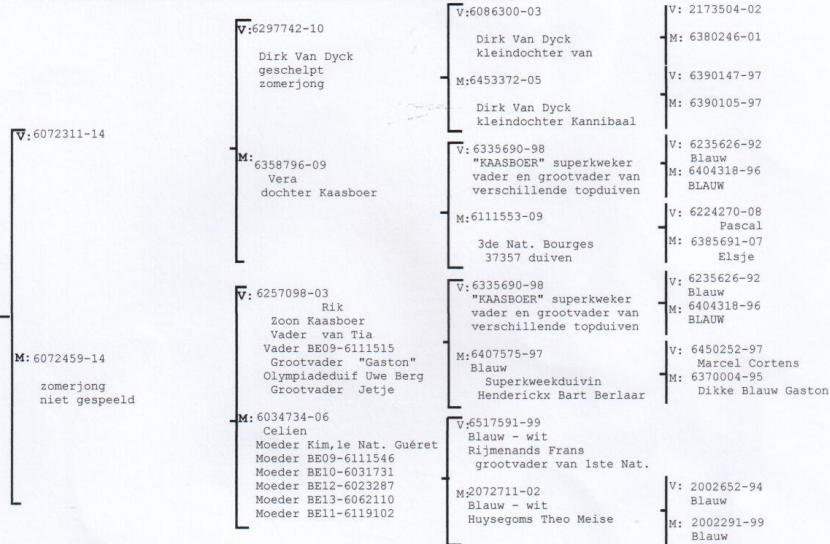 V: 6072311-14
M: 6072459-14
zomerjong
niet gespeeld
V: 6297742-10
Dirk Van Dyck
geschelpt
zomerjong
M: 6358796-09
Vera
dochter Kaasboer
V: 6257098-03
Rik
Zoon Kaasboer
Vader van Tia
Vader BE09-6111515
Grootvader "Gaston"
Olympiadeduif Uwe Berg
Grootvader Jetje
M: 6034734-06
Celien
Moeder Kim,1e Nat. Guéret
Moeder BE09-6111546
Moeder BE10-6031731
Moeder BE12-6023287
Moeder BE13-6062110
Moeder BE11-6119102
V:6086300-03
Dirk Van Dyck
kleindochter van
M:6453372-05
Dirk Van Dyck
kleindochter Kannibaal
V: 6335690-98
"KAASBOER" superkweker
vader en grootvader van
verschillende topduiven
M:6111553-09
3de Nat. Bourges
37357 duiven
V: 6335690-98
"KAASBOER" superkweker
vader en grootvader van
verschillende topduiven
M:6407575-97
Blauw
Superkweekduivin
Henderickx Bart Berlaar
V:6517591-99
Blauw - wit
Rijmenands Frans
grootvader van 1ste Nat.
M:2072711-02
Blauw - wit
Huysegoms Theo Meise
V: 2173504-02
M: 6380246-01
V: 6390147-97
M: 6390105-97
V: 6235626-92
Blauw
M: 6404318-96
BLAUW
V: 6224270-08
Pascal
M: 6385691-07
Elsje
V: 6235626-92
Blauw
M: 6404318-96
BLAUW
V: 6450252-97
Marcel Cortens
M: 6370004-95
Dikke Blauw Gaston
V: 2002652-94
Blauw
M: 2002291-99
Blauw